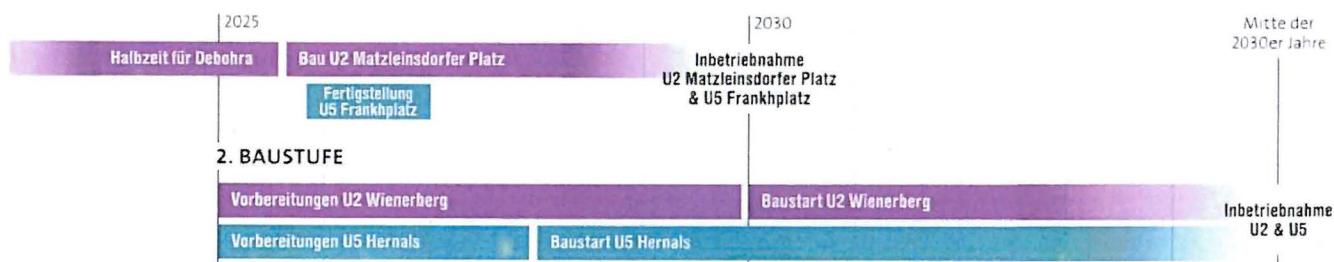 2025
2030
Mitte der
2030er Jahre
Halbzeit für Debohra
Bau U2 Matzleinsdorfer Platz
Inbetriebnahme
U2 Matzleinsdorfer Platz
& U5 Frankhplatz
Fertigstellung
U5 Frankhplatz
2. BAUSTUFE
Vorbereitungen U2 Wienerberg
Baustart U2 Wienerberg
Inbetriebnahme
U2 & U5
Vorbereitungen U5 Hernals
Baustart U5 Hernals